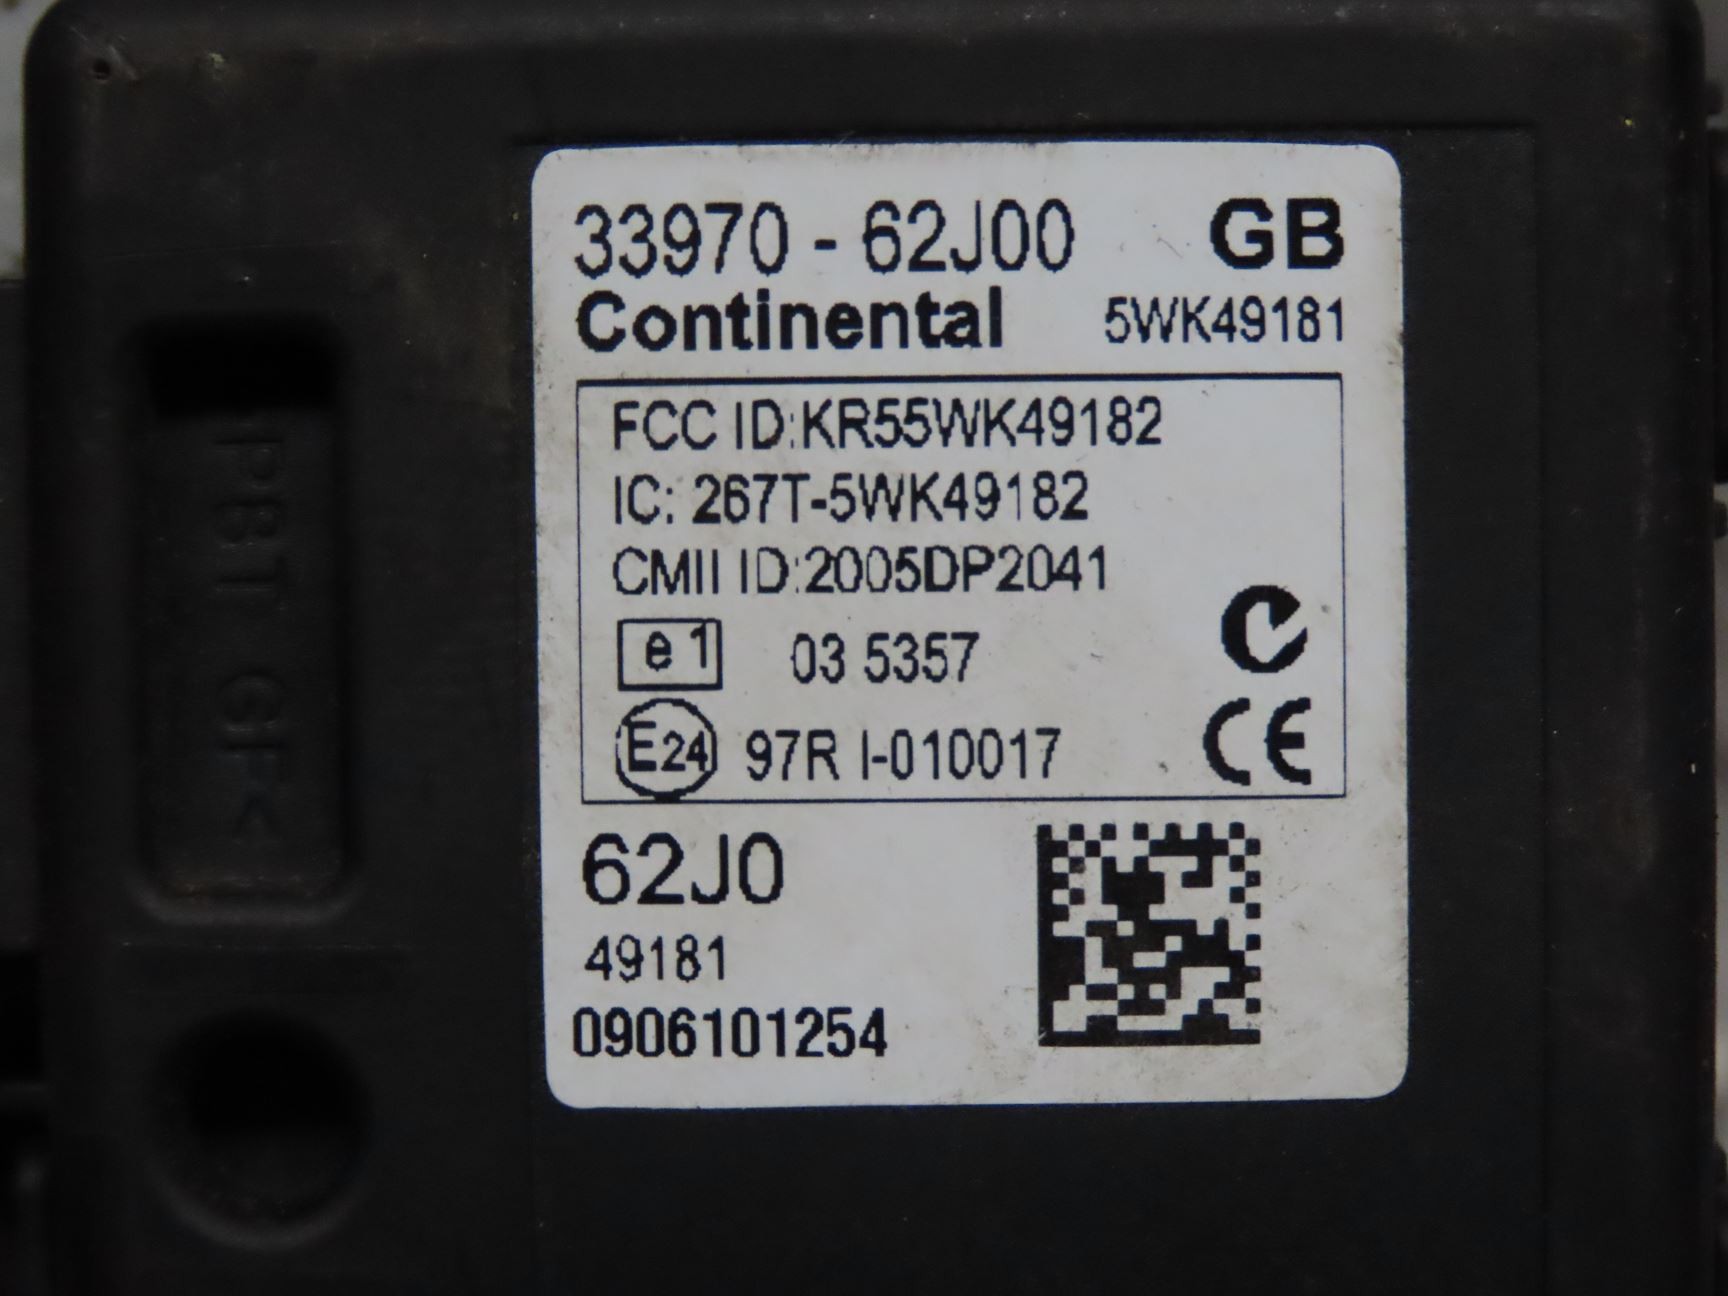 33970 - 62J00 GB
Continental 5WK49181
FCC ID:KR55WK49182
IC: 267T-5WK49182
CMII ID:2005DP2041
e1 03 5357
E24 97R I-010017
CE
62J0
49181
0906101254
PBT GF<